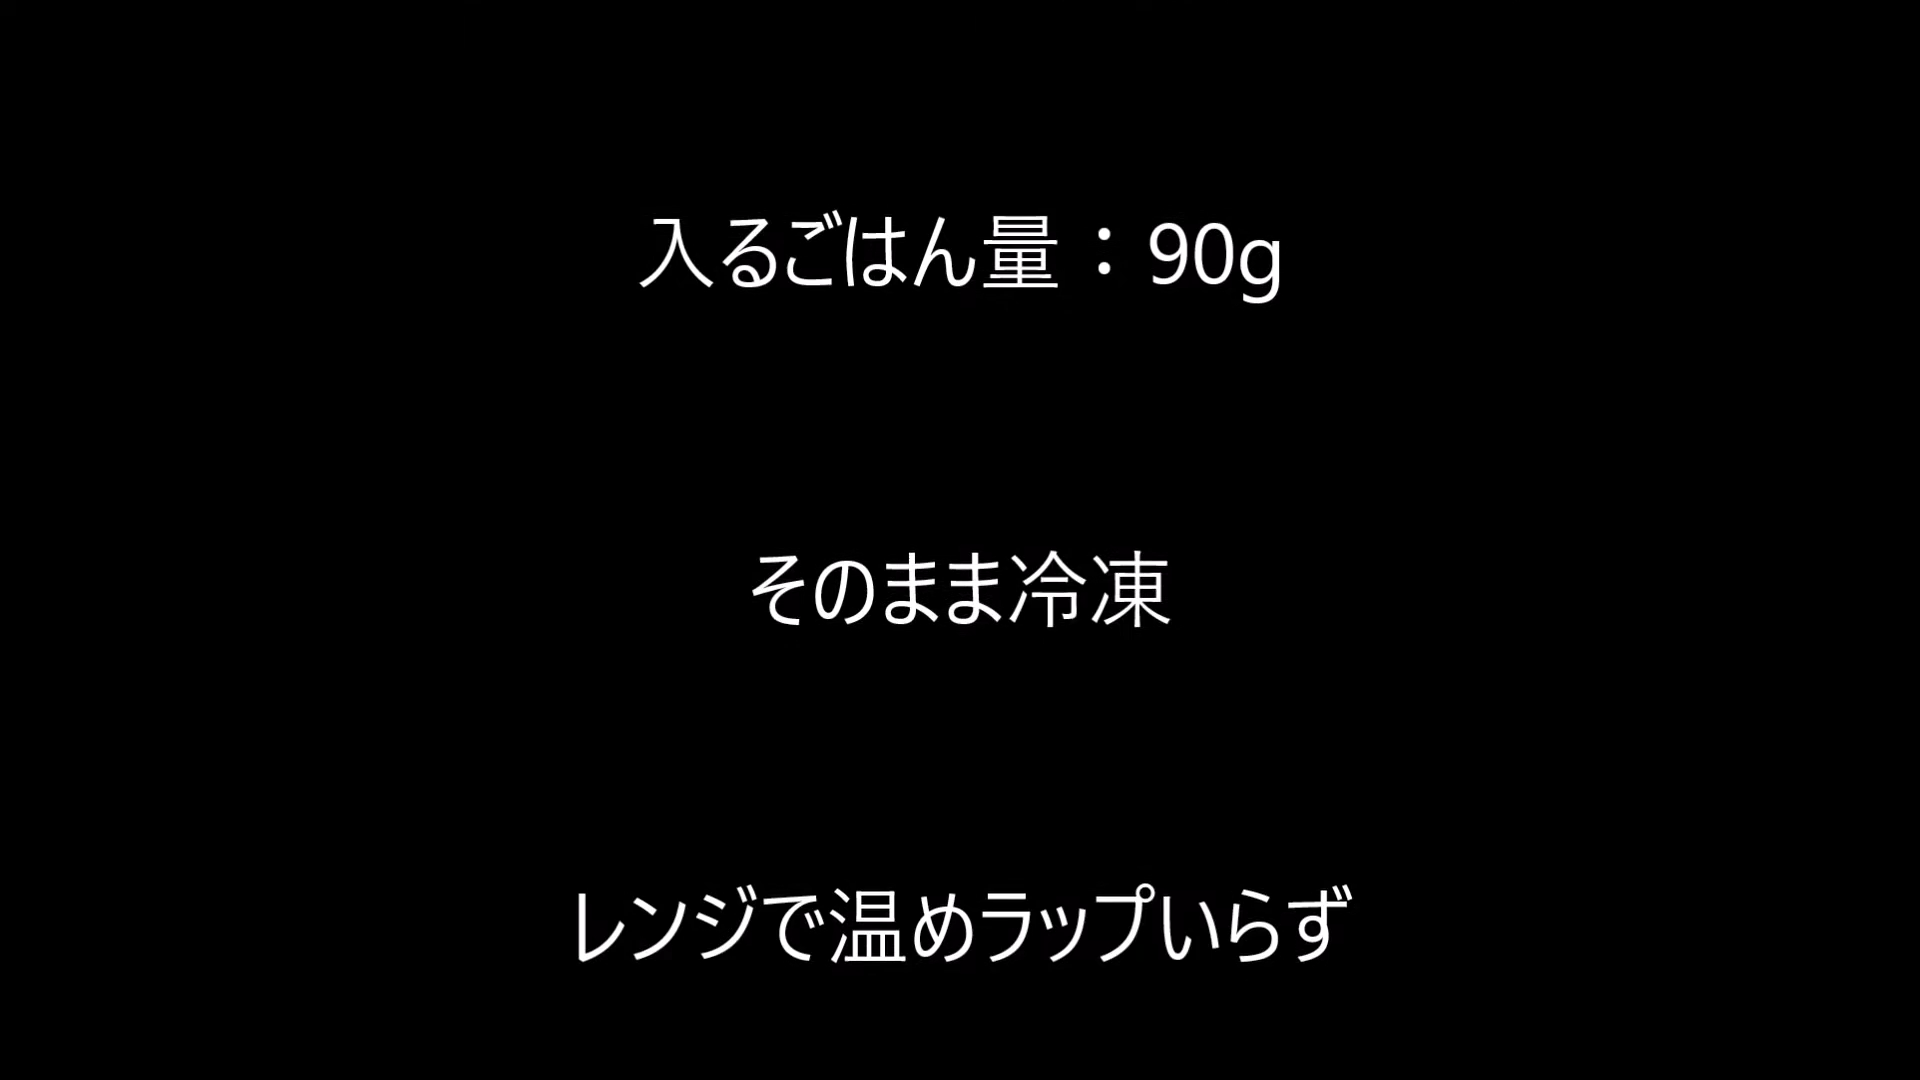 入るごはん量：90g
そのまま冷凍
レンジで温めラップいらず